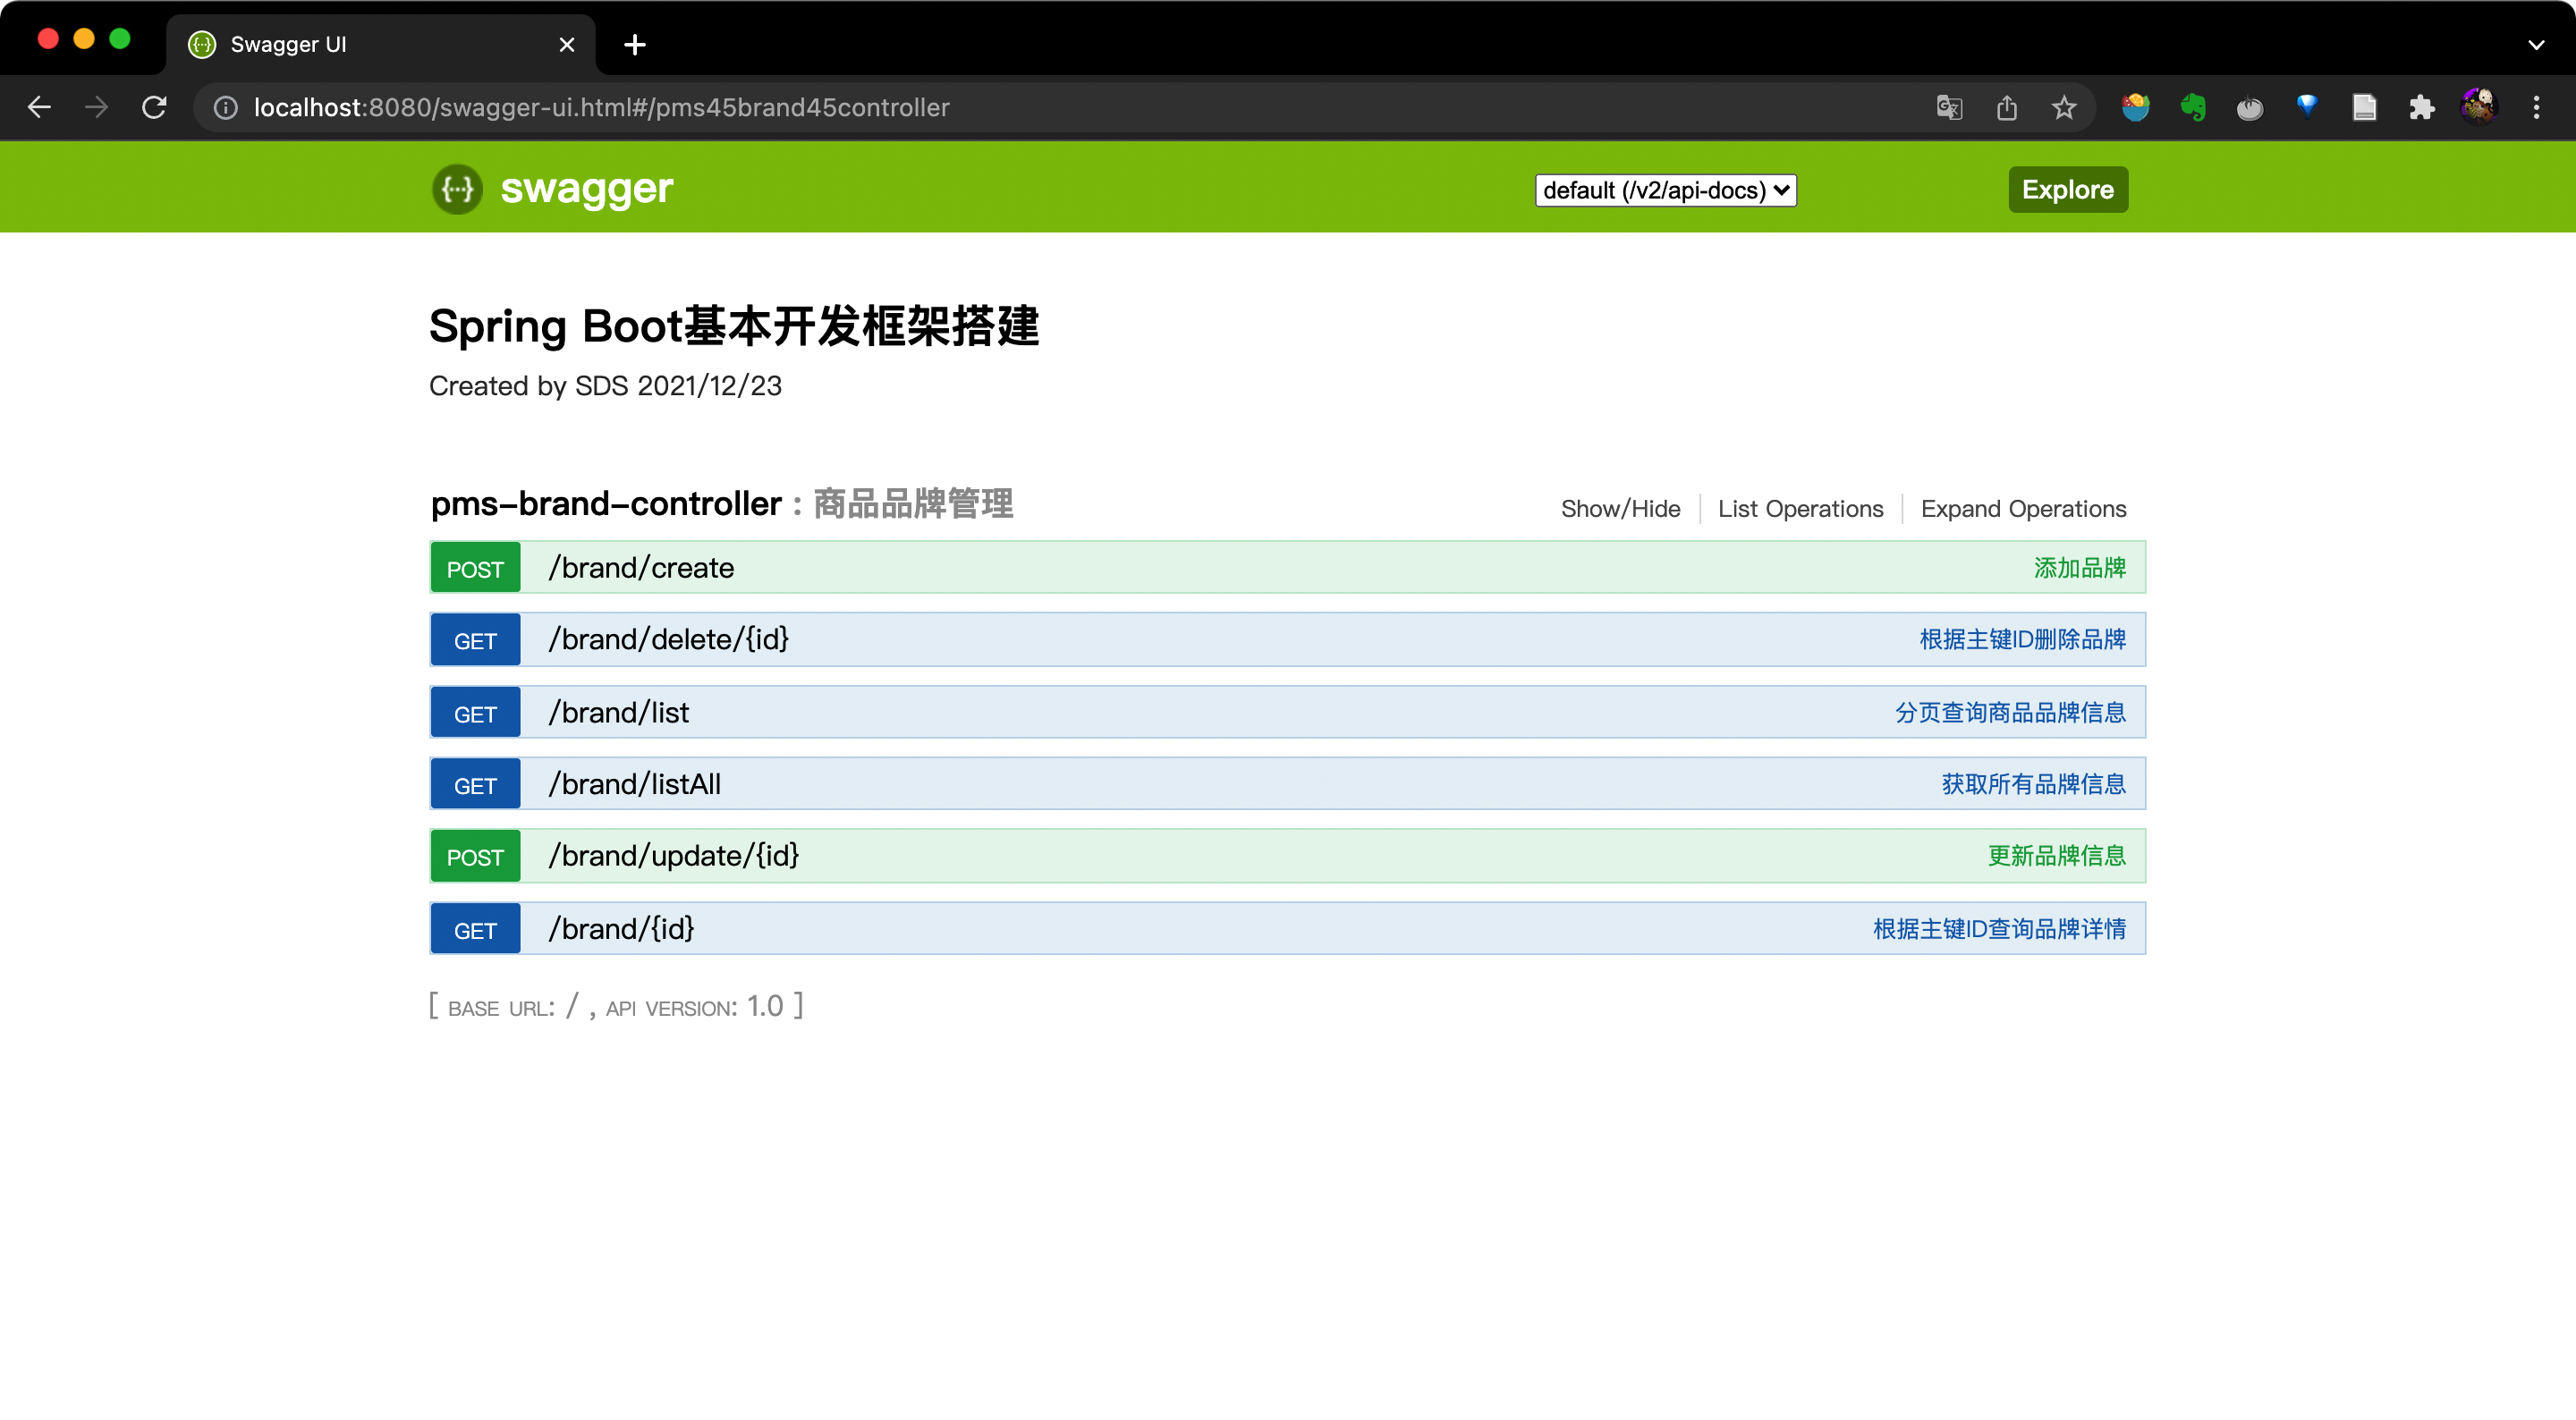 Swagger UI
localhost:8080/swagger-ui.html#/pms45brand45controller
{···} swagger
default (/v2/api-docs)
Explore
Spring Boot基本开发框架搭建
Created by SDS 2021/12/23
pms-brand-controller : 商品品牌管理
Show/Hide
List Operations
Expand Operations
POST /brand/create 添加品牌
GET /brand/delete/{id} 根据主键ID删除品牌
GET /brand/list 分页查询商品品牌信息
GET /brand/listAll 获取所有品牌信息
POST /brand/update/{id} 更新品牌信息
GET /brand/{id} 根据主键ID查询品牌详情
[ BASE URL: / , API VERSION: 1.0 ]